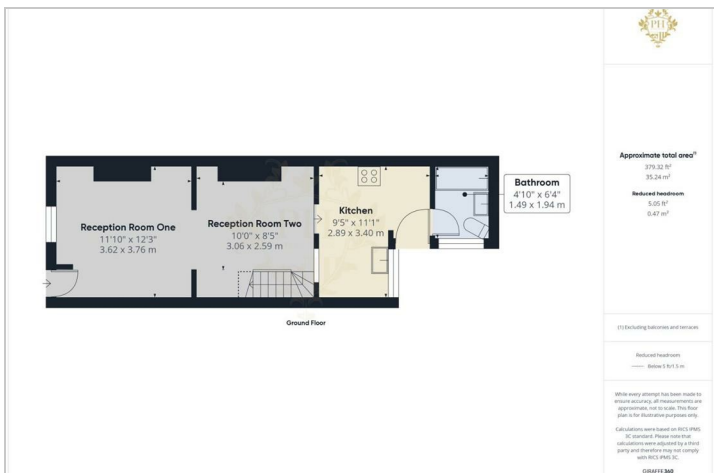 Reception Room One
11'10" x 12'3"
3.62 x 3.76 m
Reception Room Two
10'0" x 8'5"
3.06 x 2.59 m
Kitchen
9'5" x 11'1"
2.89 x 3.40 m
Bathroom
4'10" x 6'4"
1.49 x 1.94 m
Ground Floor
PH
Approximate total area⁽¹⁾
379.32 ft²
35.24 m²
Reduced headroom
5.05 ft²
0.47 m²
(1) Excluding balconies and terraces
Reduced headroom
Below 5 ft/1.5 m
While every attempt has been made to
ensure accuracy, all measurements are
approximate, not to scale. This floor
plan is for illustrative purposes only.
Calculations were based on RICS IPMS
3C standard. Please note that
calculations were adjusted by a third
party and therefore may not comply
with RICS IPMS 3C.
GIRAFFE360